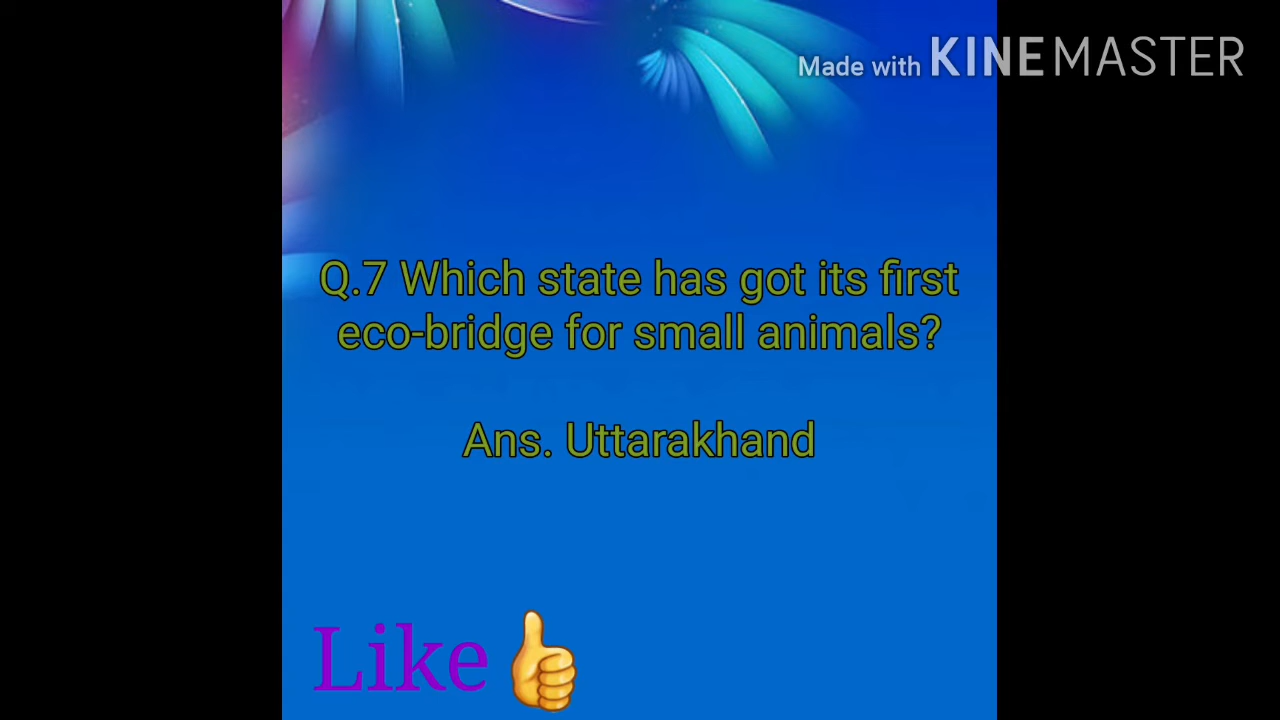 Made with KINEMASTER
Q.7 Which state has got its first
eco-bridge for small animals?
Ans. Uttarakhand
Like